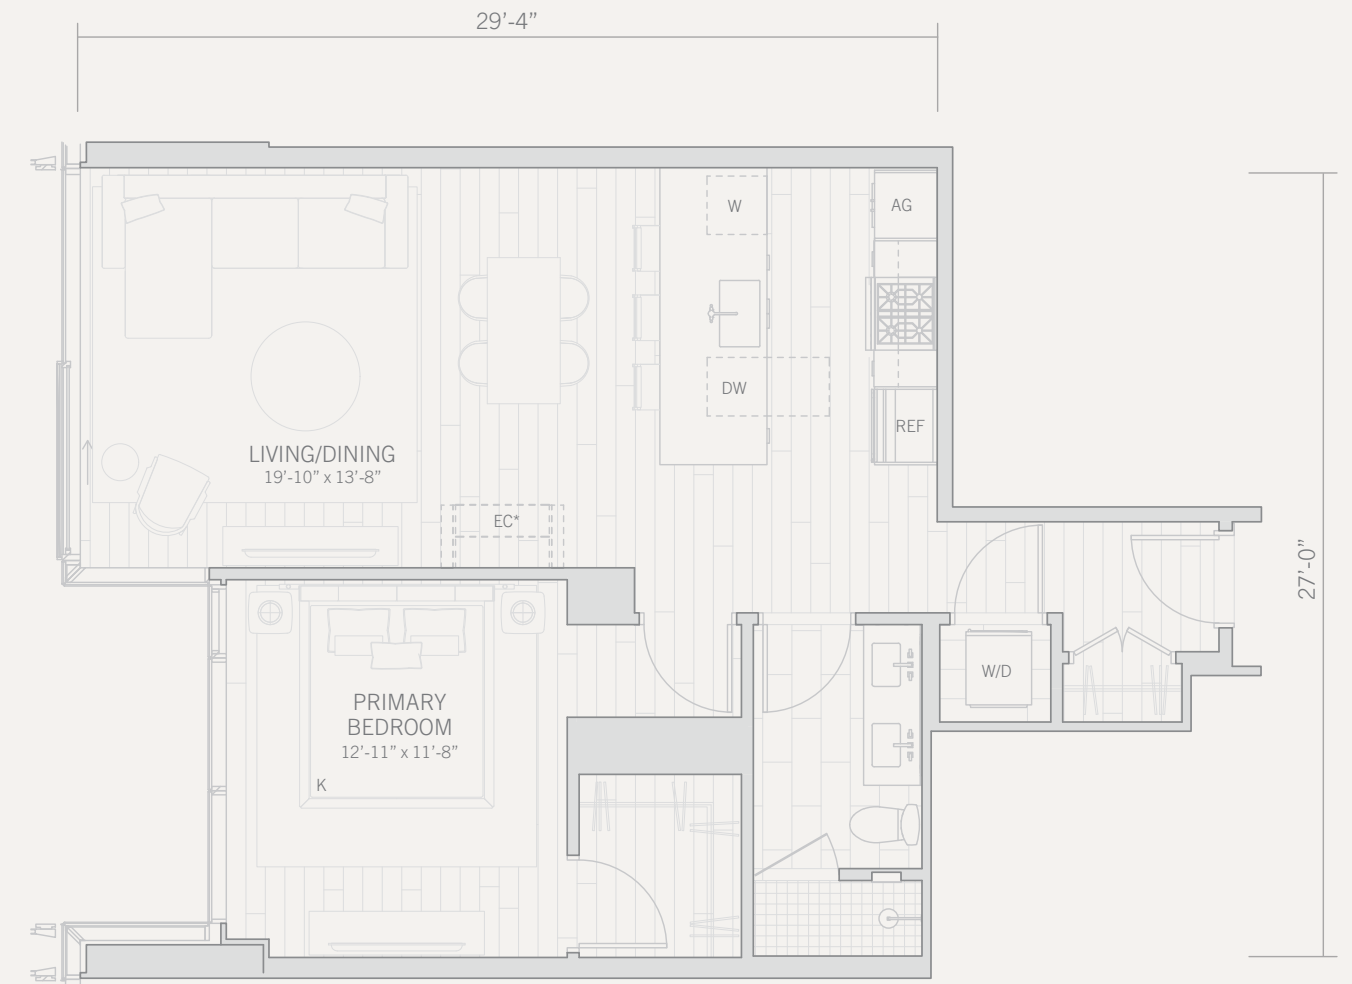 29’-4”
W
AG
DW
REF
LIVING/DINING
19’-10” x 13’-8”
EC*
27’-0”
W/D
PRIMARY
BEDROOM
12’-11” x 11’-8”
K